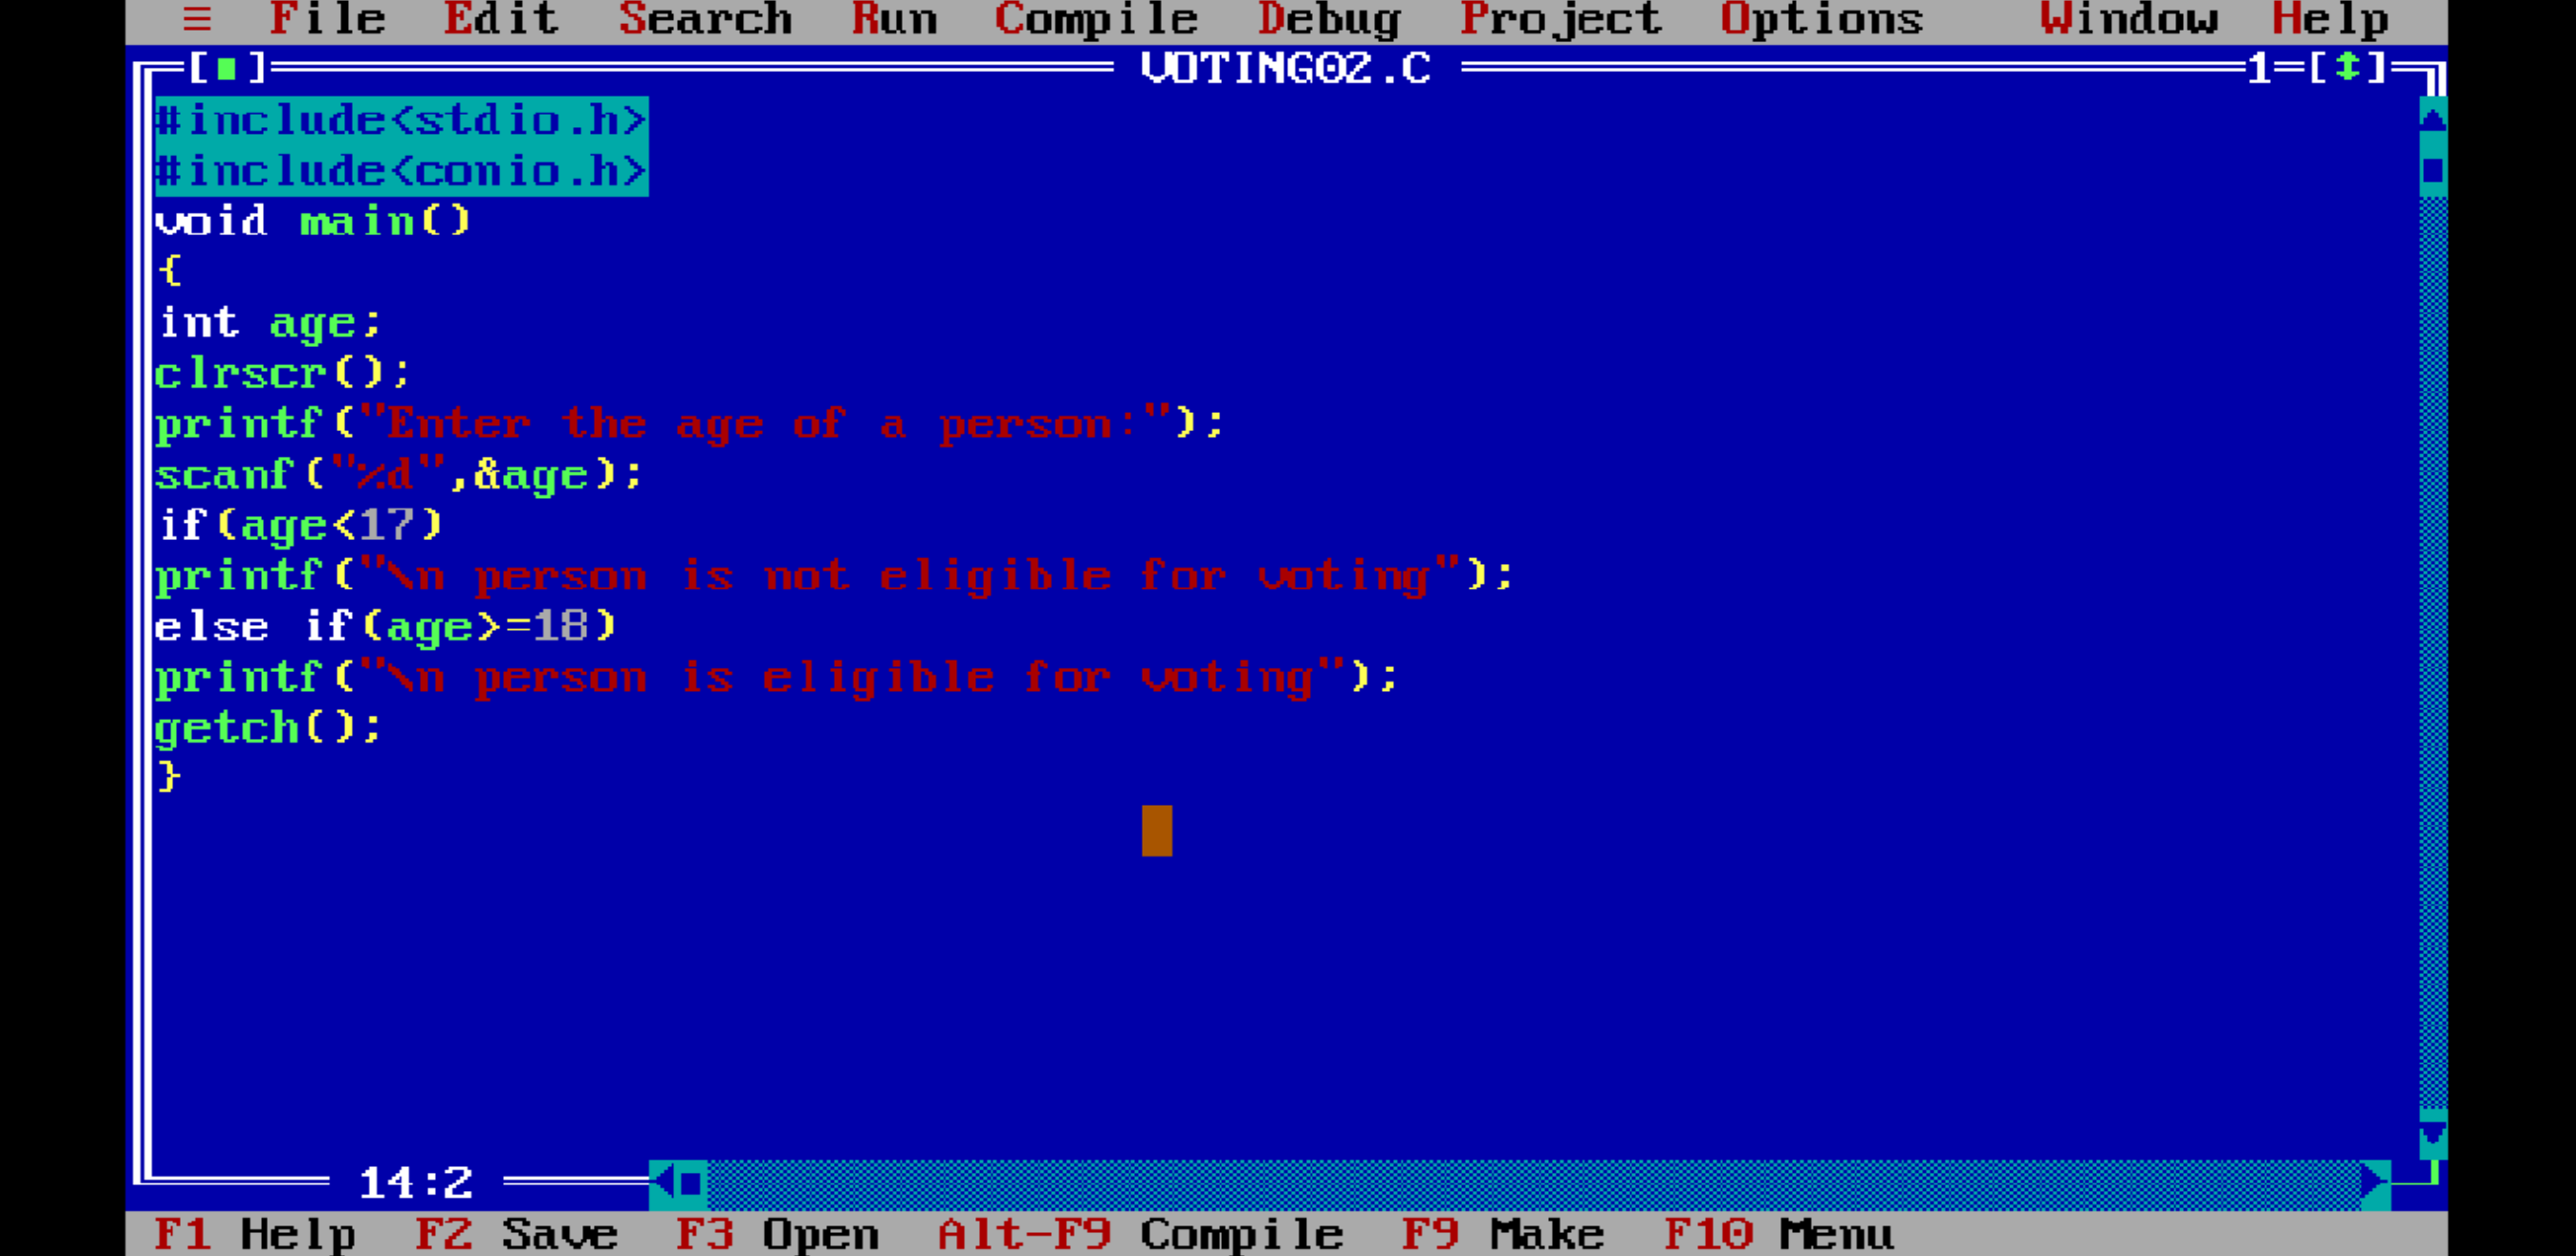 ≡ File Edit Search Run Compile Debug Project Options Window Help
[■] VOTING02.C 1=[↕]
#include<stdio.h>
#include<conio.h>
void main()
{
int age;
clrscr();
printf("Enter the age of a person:");
scanf("%d",&age);
if(age<17)
printf("\n person is not eligible for voting");
else if(age>=18)
printf("\n person is eligible for voting");
getch();
}
14:2
F1 Help F2 Save F3 Open Alt-F9 Compile F9 Make F10 Menu